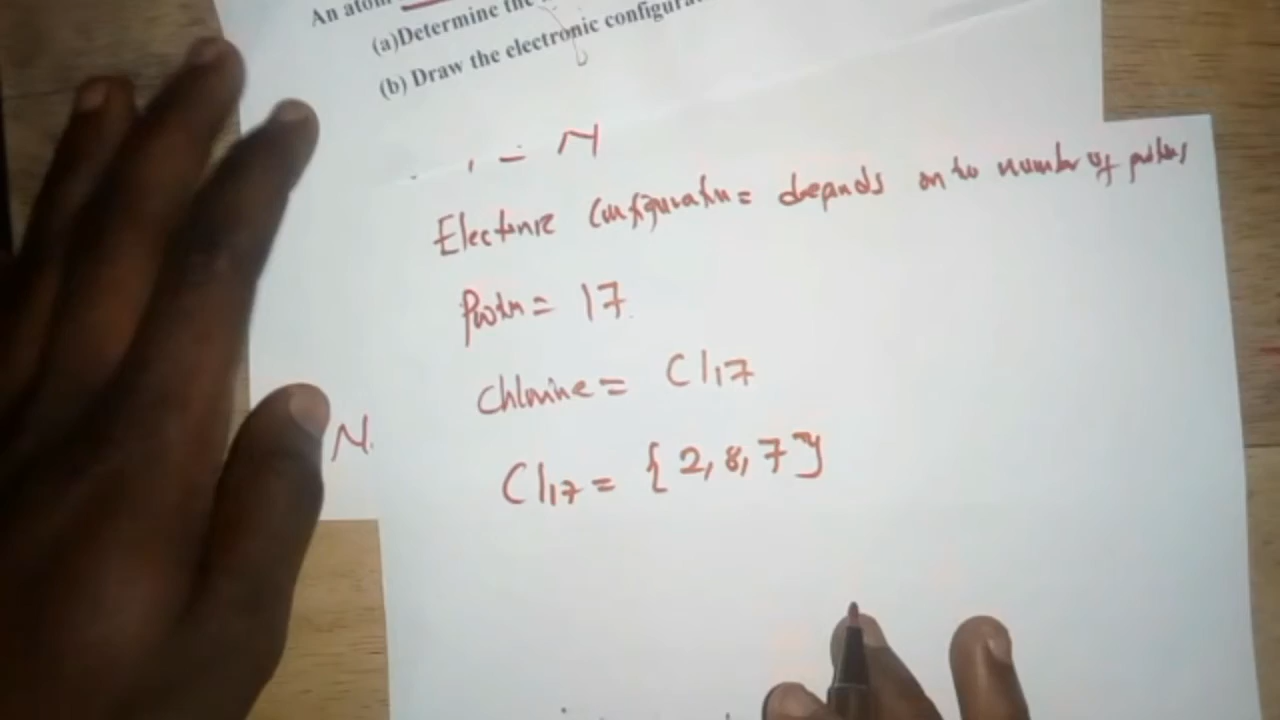 An atom
(a)Determine the
(b) Draw the electronic configura
- N
Electonic Configuration = depends on the number of protons
Proton = 17
Chlorine = Cl17
N.
Cl17 = {2, 8, 7}